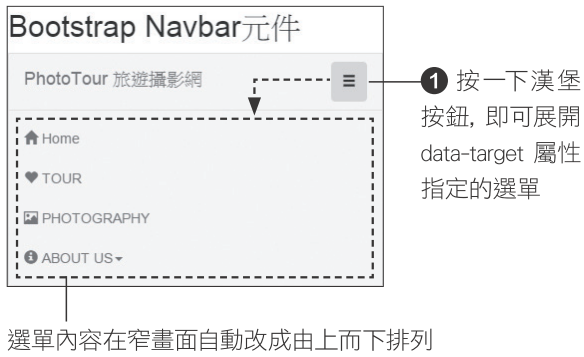 Bootstrap Navbar元件
PhotoTour 旅遊攝影網
Home
TOUR
PHOTOGRAPHY
ABOUT US
1 按一下漢堡
按鈕, 即可展開
data-target 屬性
指定的選單
選單內容在窄畫面自動改成由上而下排列